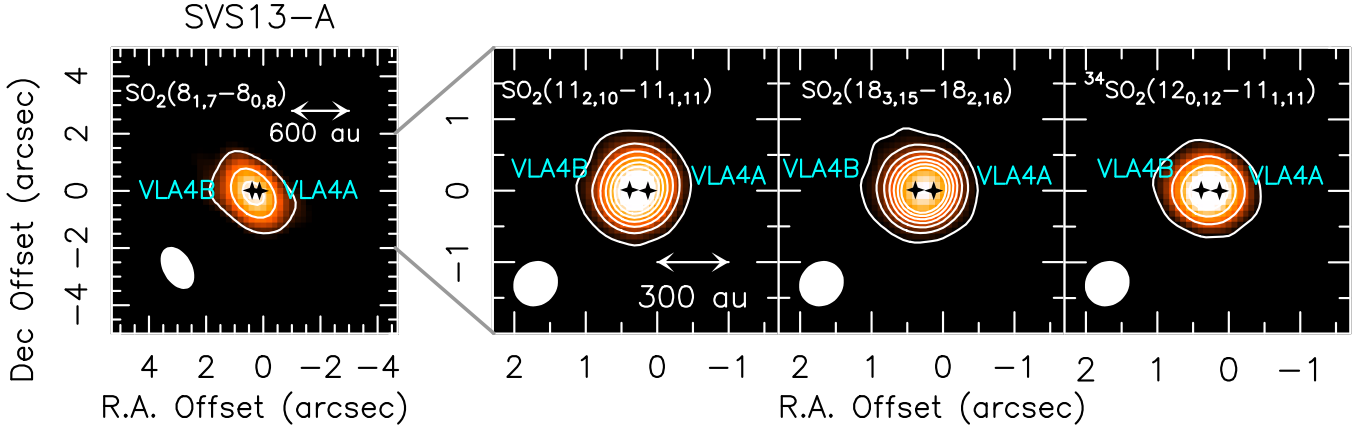 SVS13-A
SO₂(8₁,₇-8₀,₈)
600 au
VLA4B VLA4A
SO₂(11₂,₁₀-11₁,₁₁)
VLA4B VLA4A
300 au
SO₂(18₃,₁₅-18₂,₁₆)
VLA4B VLA4A
³⁴SO₂(12₀,₁₂-11₁,₁₁)
VLA4B VLA4A
Dec Offset (arcsec)
4
2
0
-2
-4
1
0
-1
4 2 0 -2 -4
2 1 0 -1
2 1 0 -1
2 1 0 -1
R.A. Offset (arcsec)
R.A. Offset (arcsec)